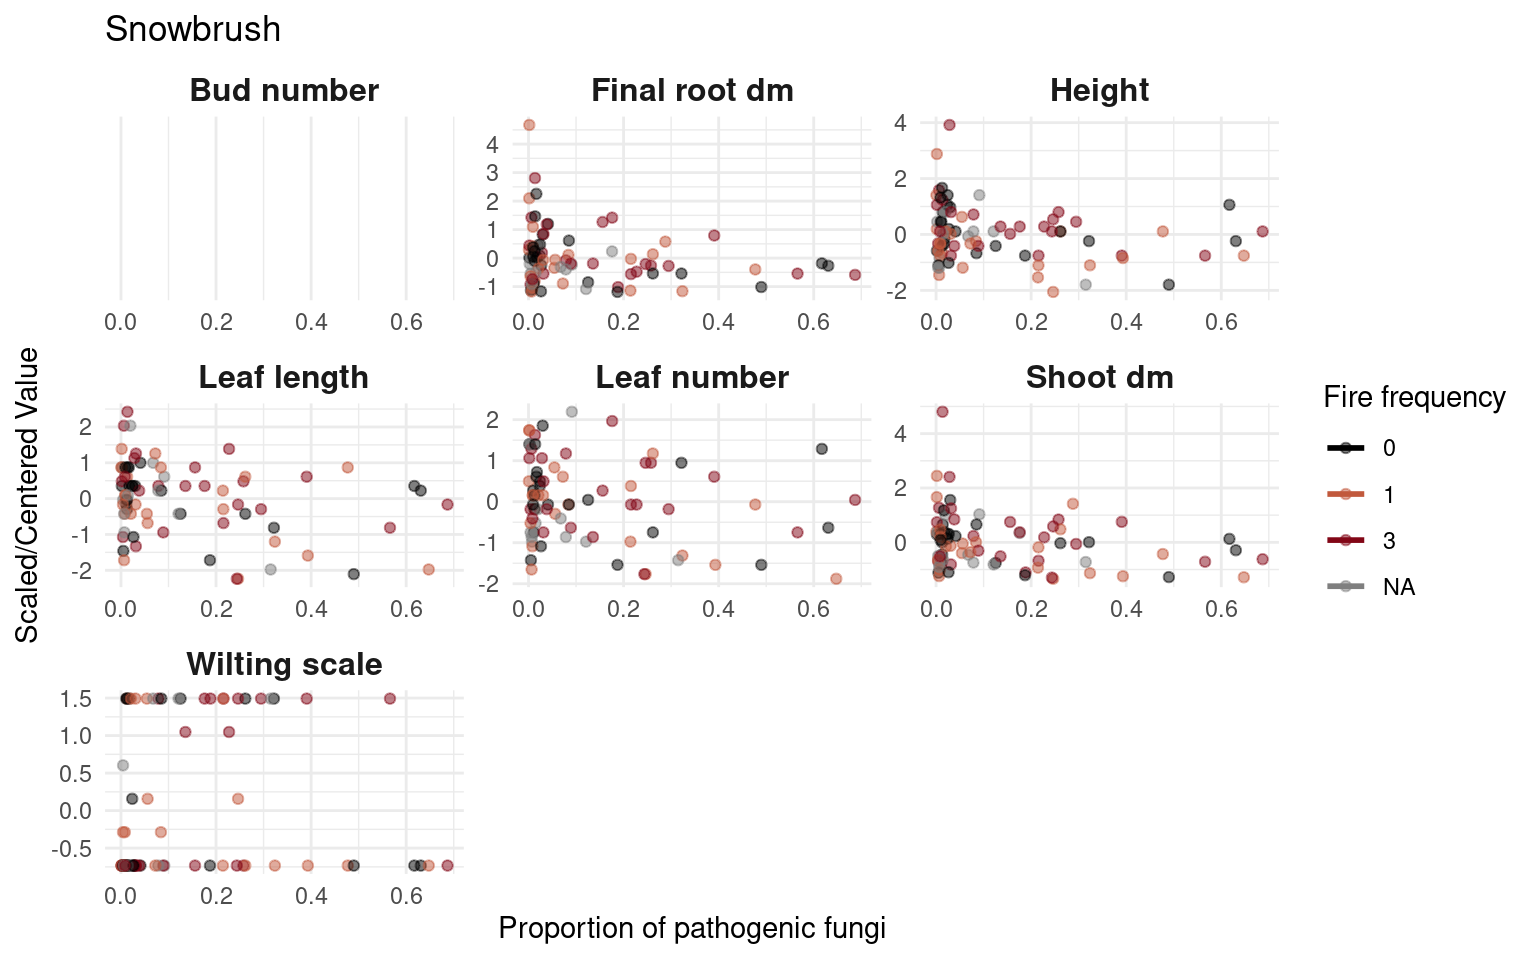 Snowbrush
Bud number
Final root dm
Height
0.0 0.2 0.4 0.6
4
3
2
1
0
-1
0.0 0.2 0.4 0.6
4
2
0
-2
0.0 0.2 0.4 0.6
Scaled/Centered Value
Leaf length
Leaf number
Shoot dm
2
1
0
-1
-2
0.0 0.2 0.4 0.6
2
1
0
-1
-2
0.0 0.2 0.4 0.6
4
2
0
0.0 0.2 0.4 0.6
Wilting scale
1.5
1.0
0.5
0.0
-0.5
0.0 0.2 0.4 0.6
Proportion of pathogenic fungi
Fire frequency
0
1
3
NA